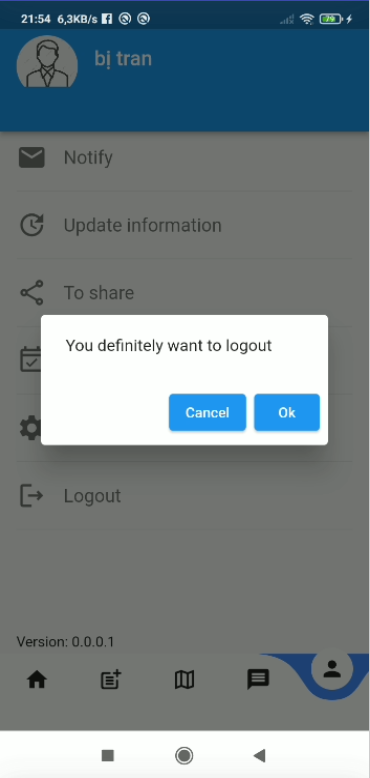 21:54 6,3KB/s
79
bị tran
Notify
Update information
To share
You definitely want to logout
Cancel Ok
Logout
Version: 0.0.0.1